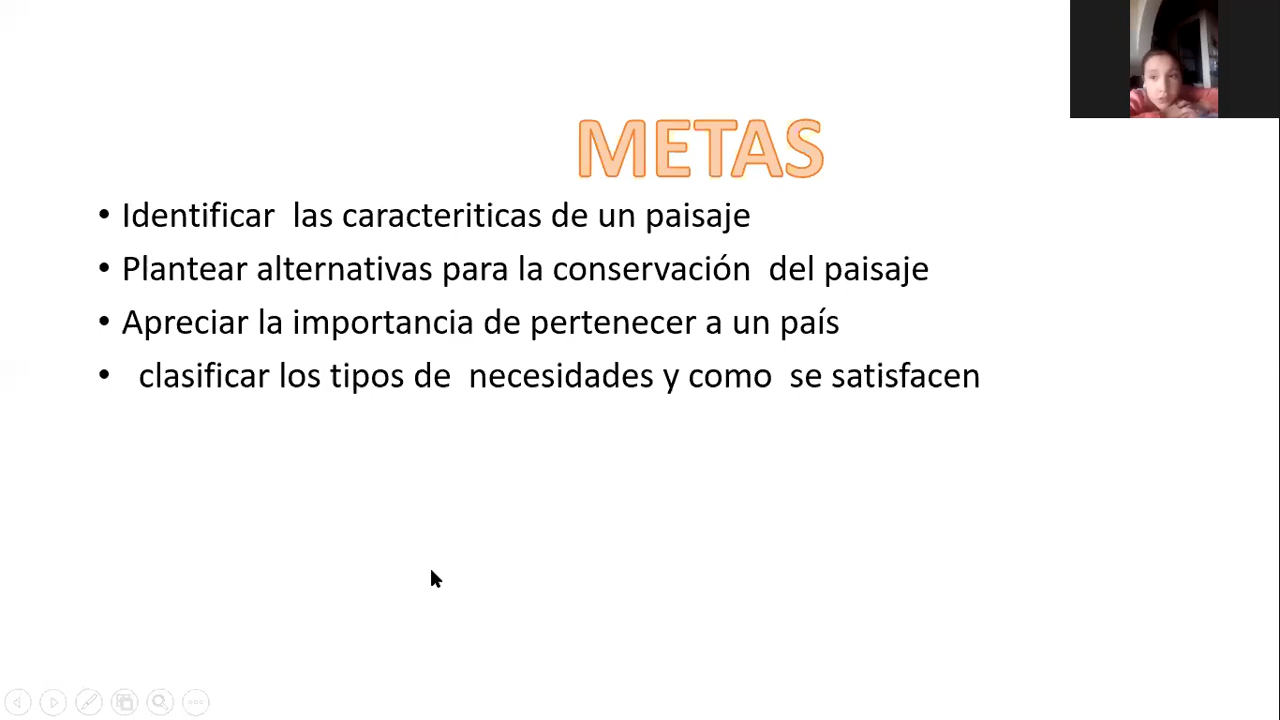 METAS
• Identificar  las caracteriticas de un paisaje
• Plantear alternativas para la conservación  del paisaje
• Apreciar la importancia de pertenecer a un país
•  clasificar los tipos de  necesidades y como  se satisfacen